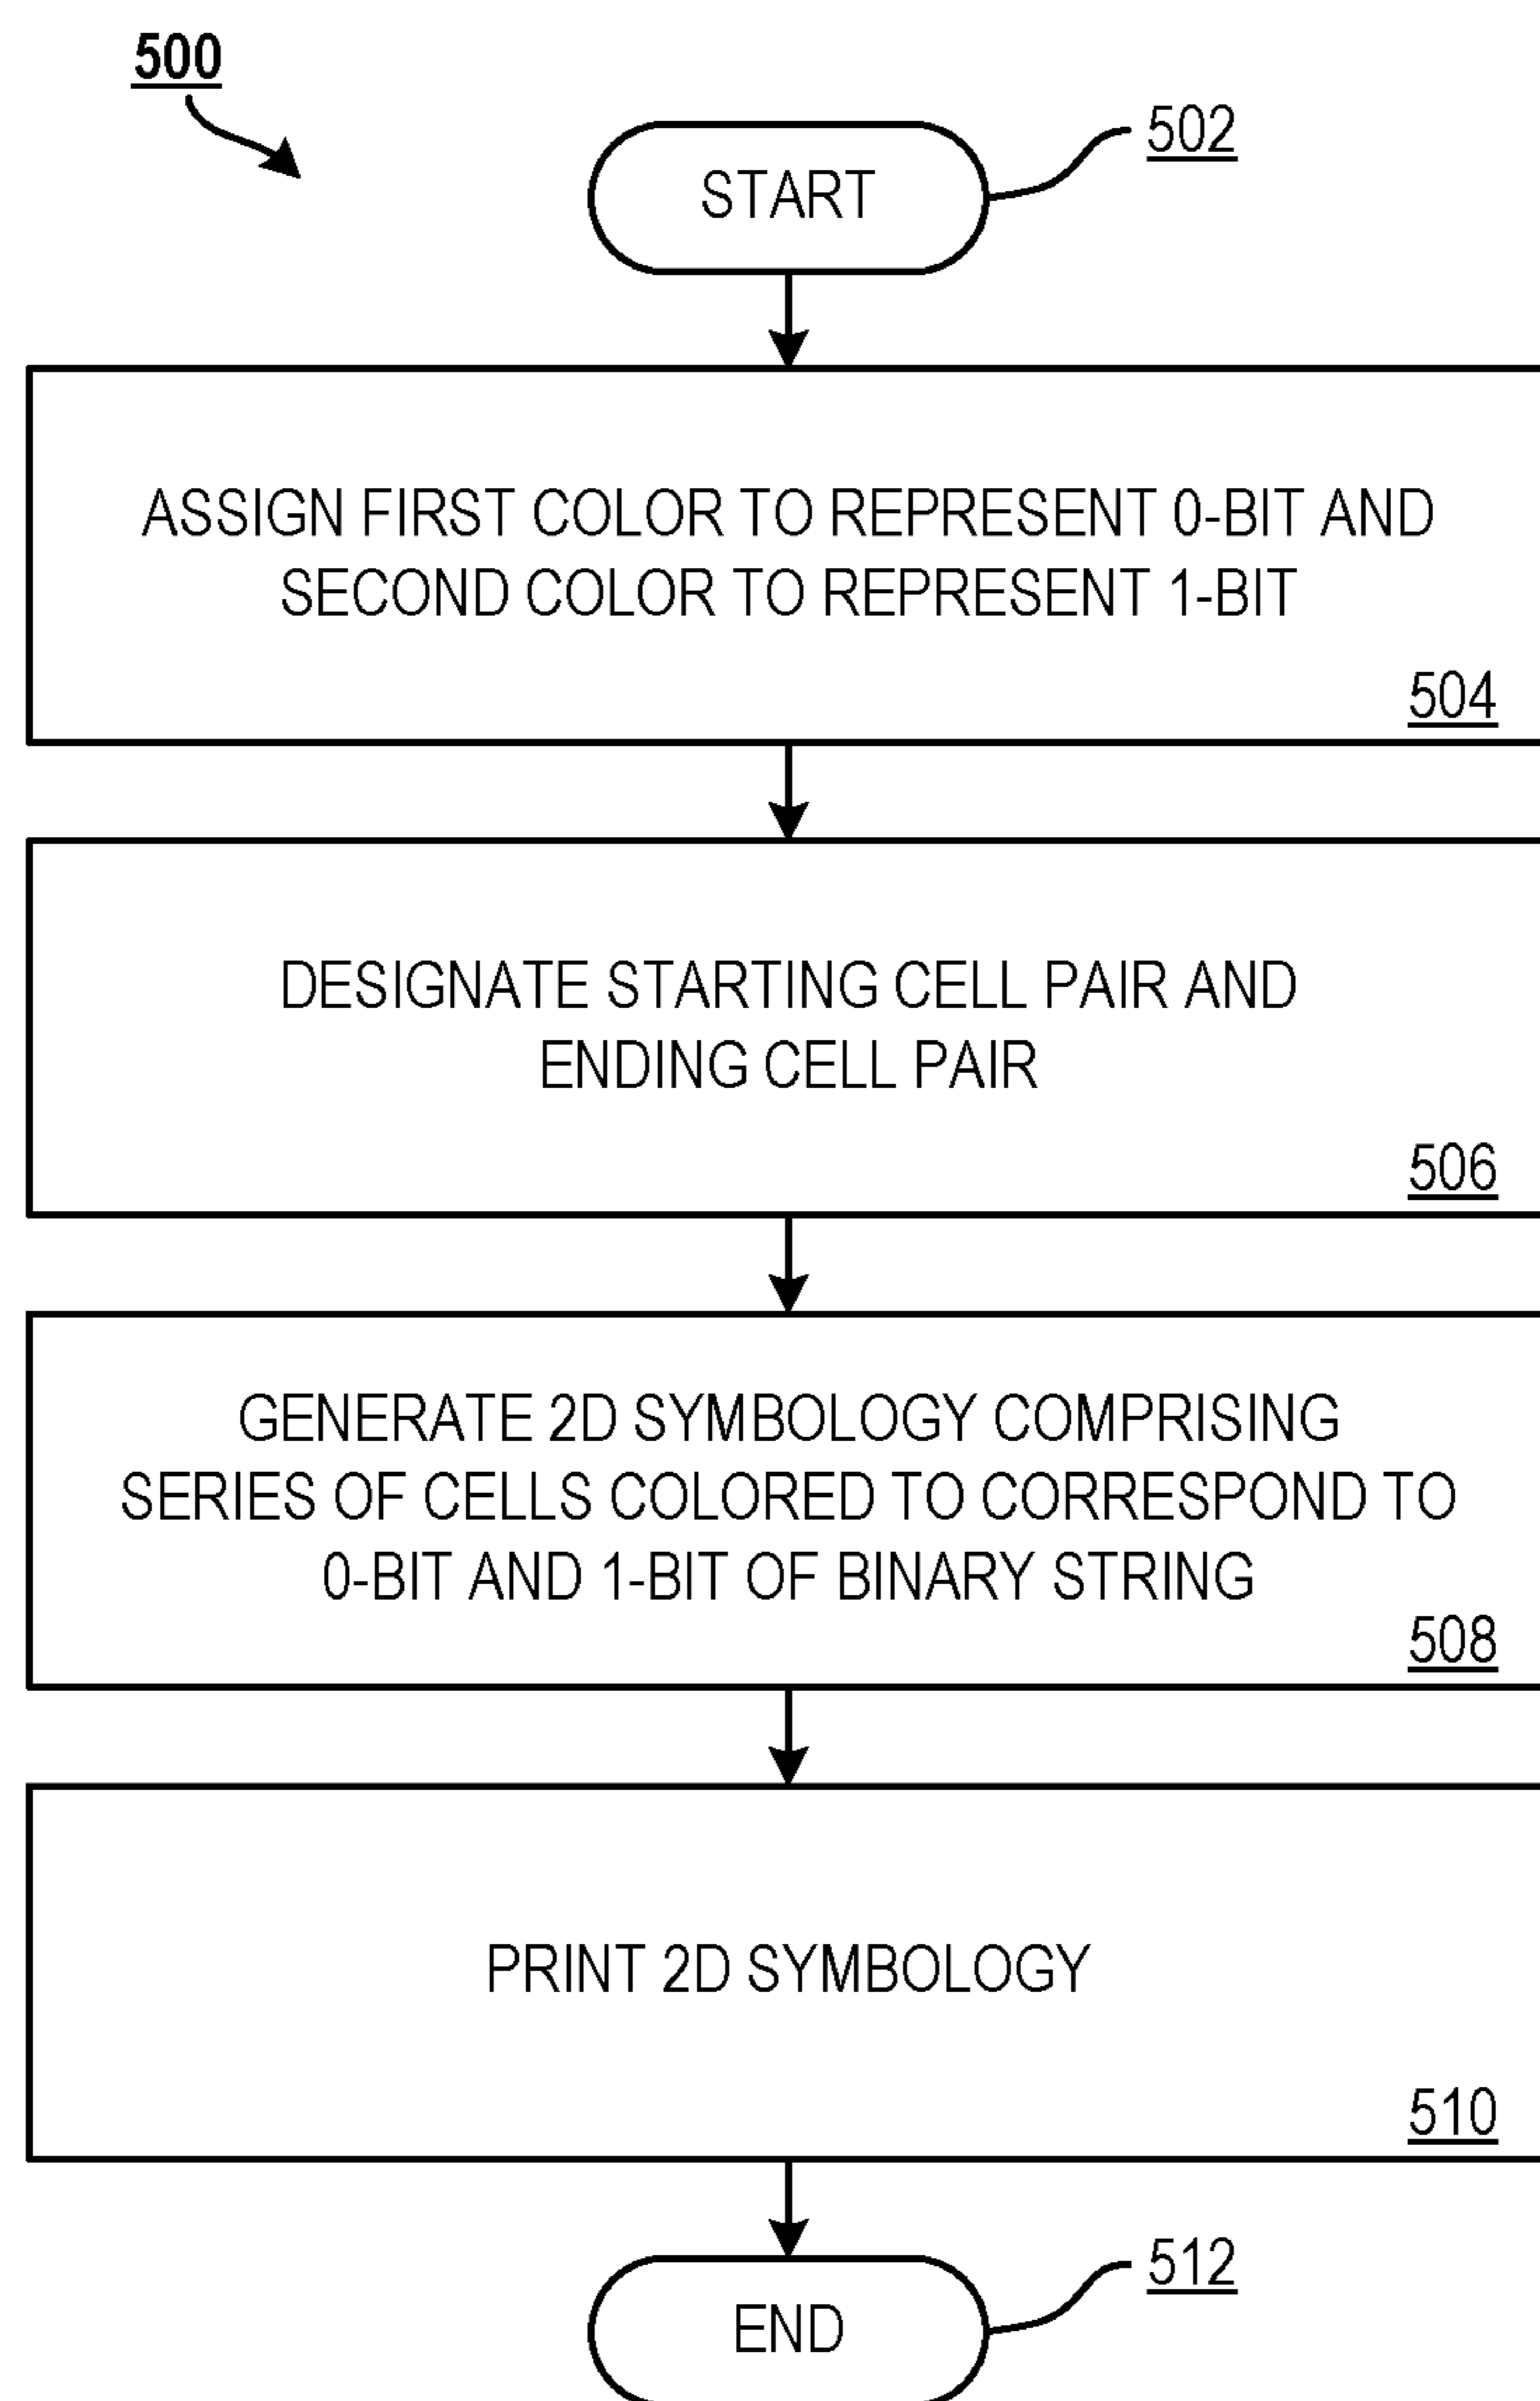 500
502
START
ASSIGN FIRST COLOR TO REPRESENT 0-BIT AND
SECOND COLOR TO REPRESENT 1-BIT
504
DESIGNATE STARTING CELL PAIR AND
ENDING CELL PAIR
506
GENERATE 2D SYMBOLOGY COMPRISING
SERIES OF CELLS COLORED TO CORRESPOND TO
0-BIT AND 1-BIT OF BINARY STRING
508
PRINT 2D SYMBOLOGY
510
512
END